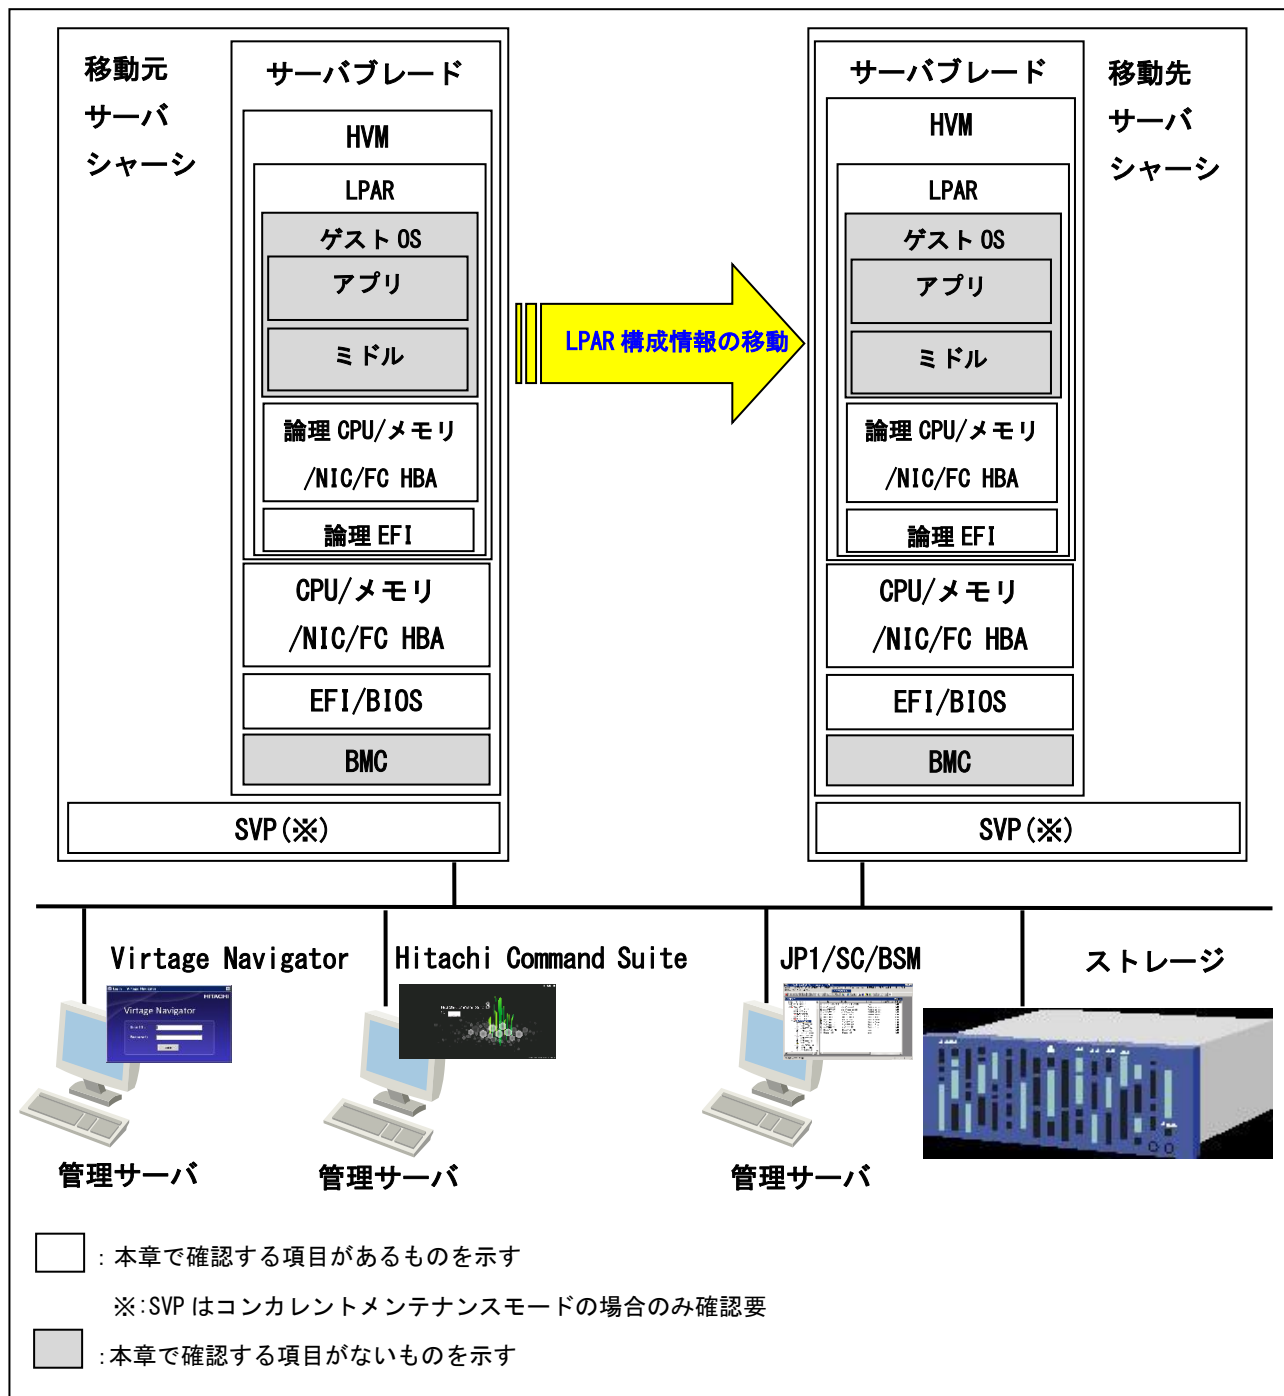 移動元
サーバ
シャーシ
サーバブレード
HVM
LPAR
ゲスト OS
アプリ
ミドル
論理 CPU/メモリ
/NIC/FC HBA
論理 EFI
CPU/メモリ
/NIC/FC HBA
EFI/BIOS
BMC
SVP(※)
LPAR 構成情報の移動
サーバブレード
HVM
LPAR
ゲスト OS
アプリ
ミドル
論理 CPU/メモリ
/NIC/FC HBA
論理 EFI
CPU/メモリ
/NIC/FC HBA
EFI/BIOS
BMC
SVP(※)
移動先
サーバ
シャーシ
Virtage Navigator
HITACHI
Virtage Navigator
管理サーバ
Hitachi Command Suite
管理サーバ
JP1/SC/BSM
管理サーバ
ストレージ
：本章で確認する項目があるものを示す
※:SVP はコンカレントメンテナンスモードの場合のみ確認要
：本章で確認する項目がないものを示す